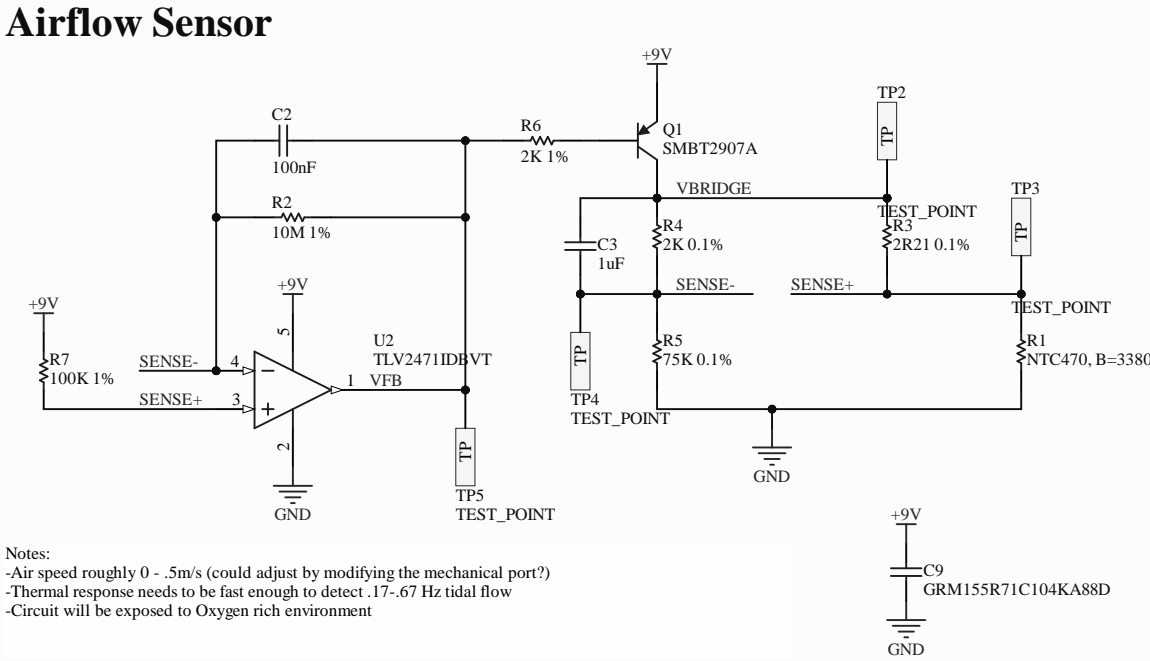 Airflow Sensor
+9V
TP2
TP
C2
100nF
R6
2K 1%
Q1
SMBT2907A
VBRIDGE
TEST_POINT
TP3
TP
R2
10M 1%
C3
1uF
R4
2K 0.1%
R3
2R21 0.1%
SENSE-
SENSE+
TEST_POINT
+9V
+9V
5
R7
100K 1%
SENSE-
4
U2
TLV2471IDBVT
1
VFB
SENSE+
3
2
GND
TP
TP5
TEST_POINT
TP
TP4
TEST_POINT
R5
75K 0.1%
R1
NTC470, B=3380
GND
+9V
C9
GRM155R71C104KA88D
GND
Notes:
-Air speed roughly 0 - .5m/s (could adjust by modifying the mechanical port?)
-Thermal response needs to be fast enough to detect .17-.67 Hz tidal flow
-Circuit will be exposed to Oxygen rich environment